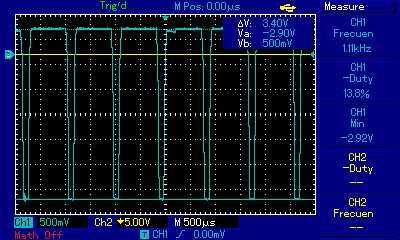 Trig'd M Pos: 0.00µs Measure
ΔV: 3.40V
Va: -2.90V
Vb: 500mV
CH1
Frecuen
1.11kHz
CH1
-Duty
13.8%
CH1
Min
-2.92V
CH2
-Duty
--
CH2
Frecuen
--
Ch1 500mV Ch2 5.00V M 500µs
Math Off T CH1 0.00mV